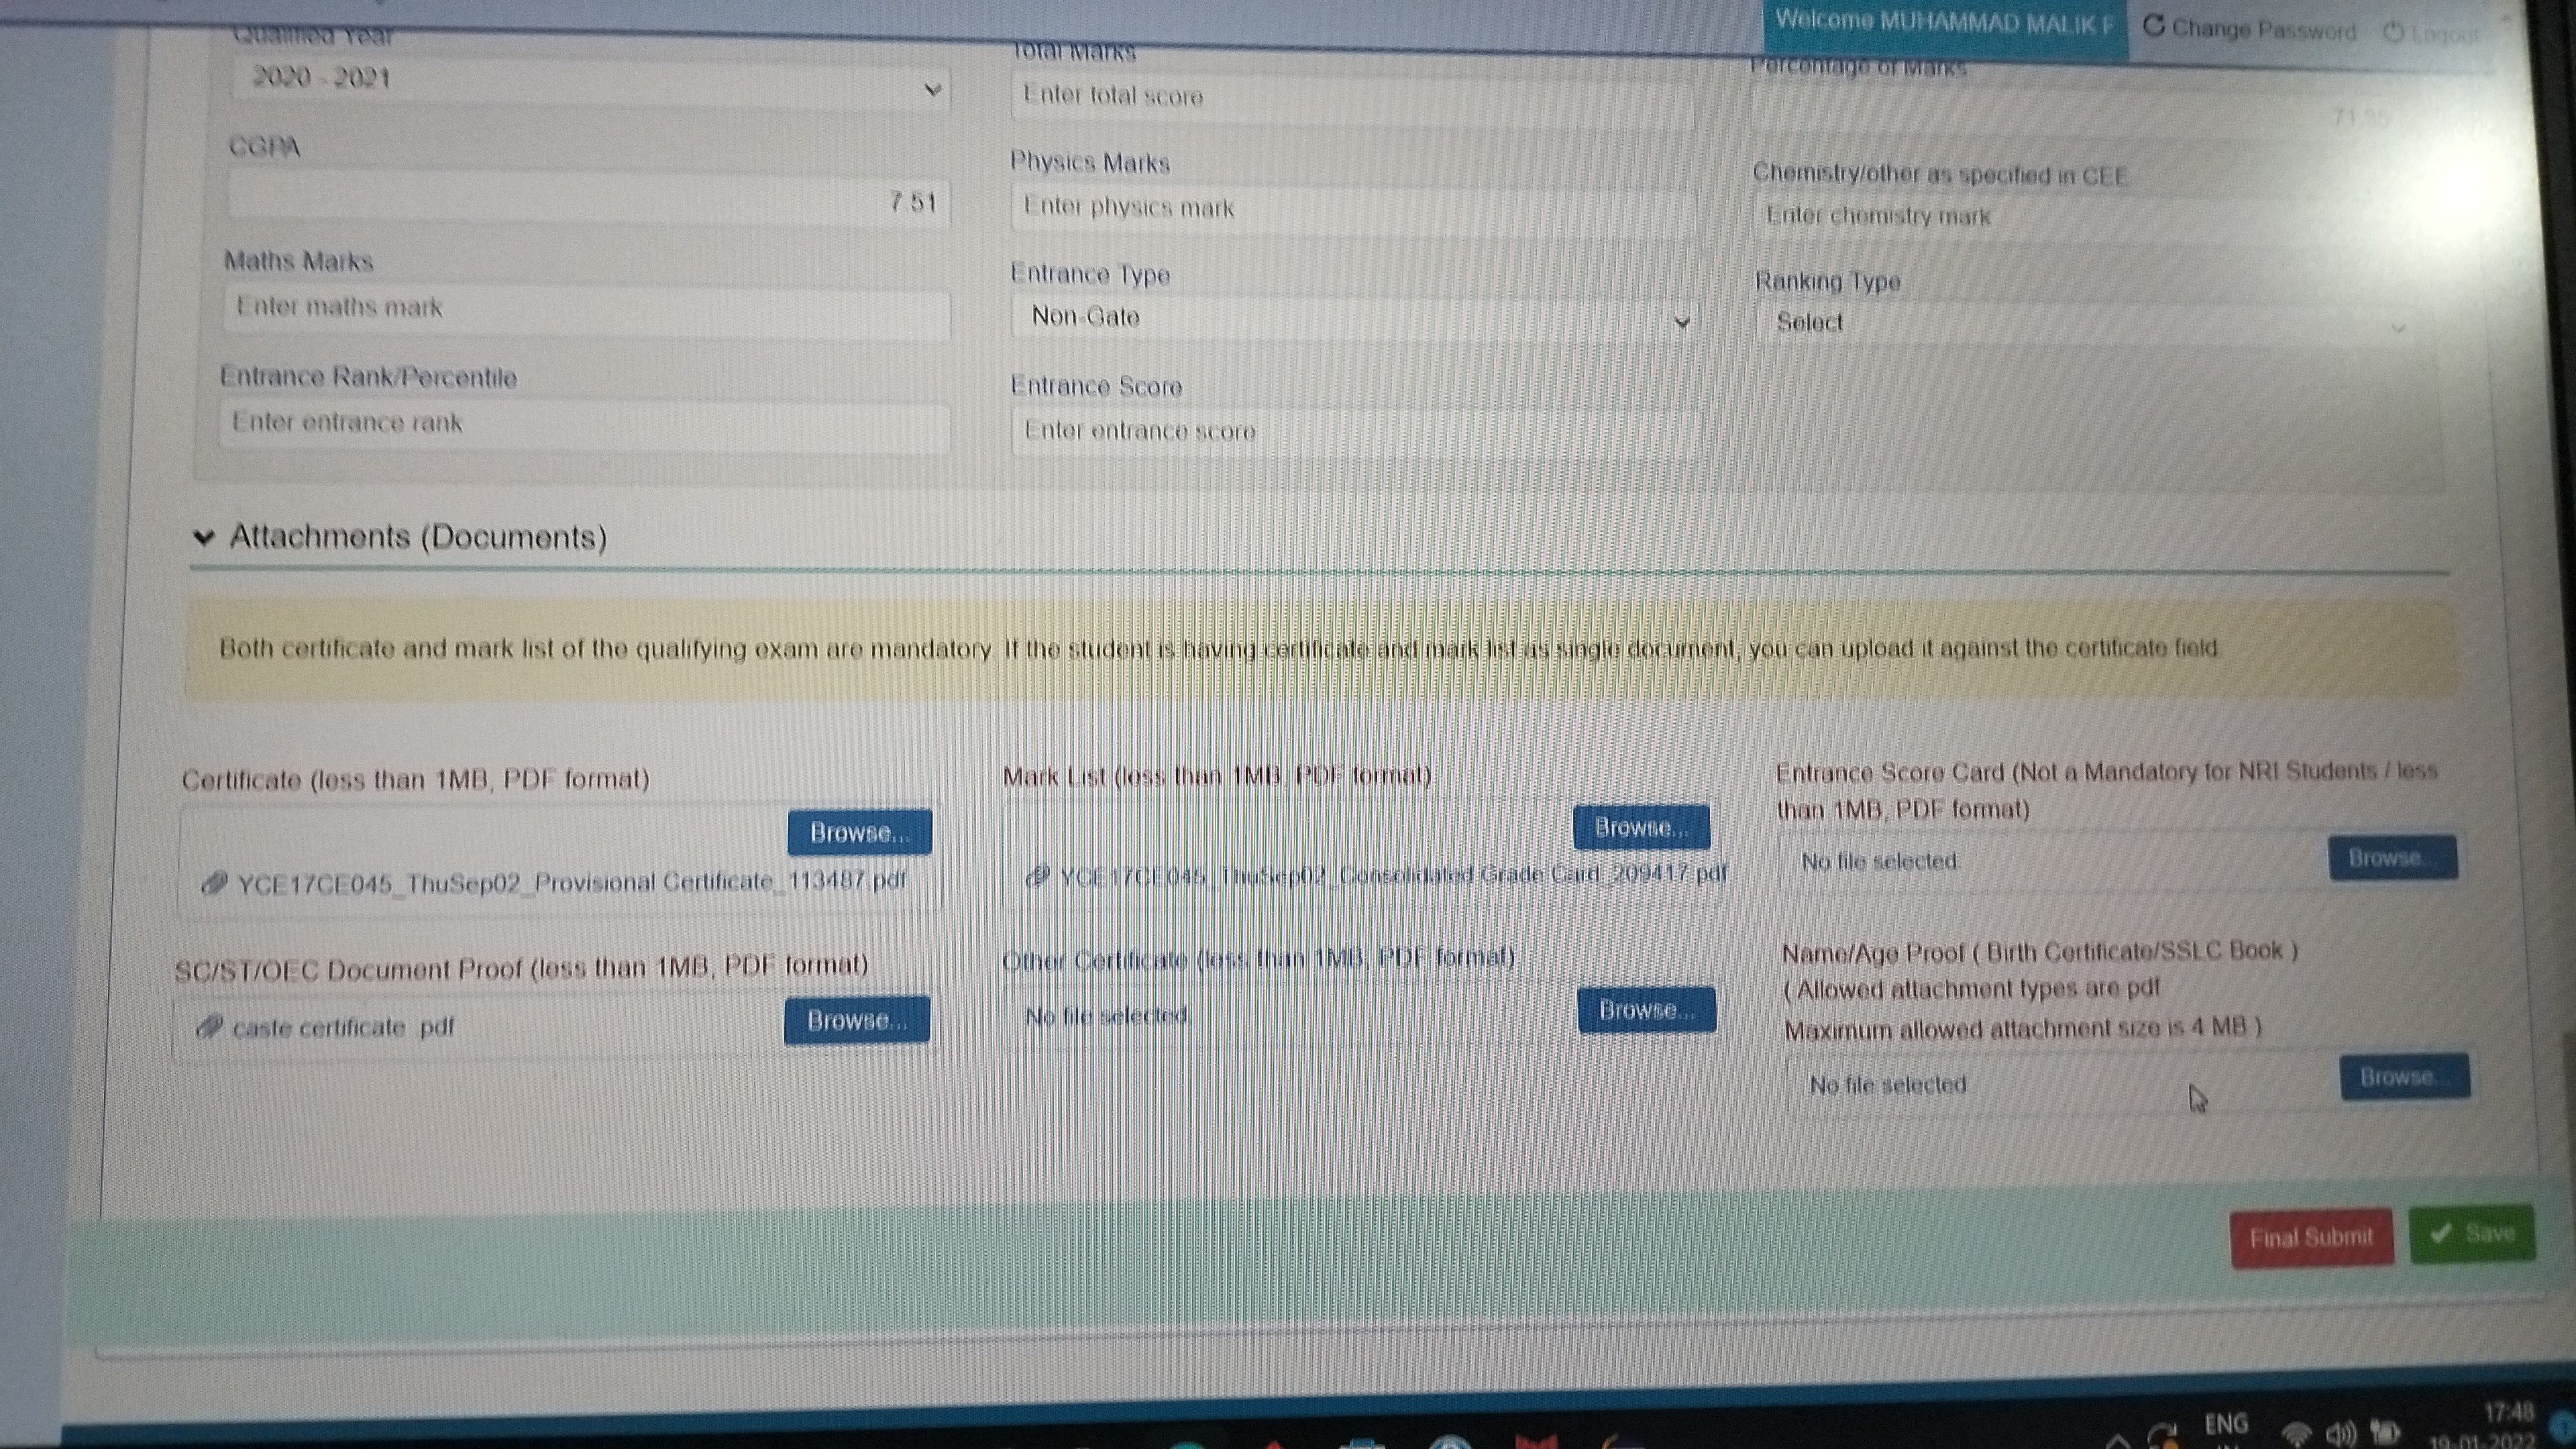 Welcome MUHAMMAD MALIK P Change Password Logout
Qualified Year Total Marks Percentage of Marks
2020 - 2021 Enter total score
CGPA Physics Marks Chemistry/other as specified in CEE
7.51 Enter physics mark Enter chemistry mark
Maths Marks Entrance Type Ranking Type
Enter maths mark Non-Gate Select
Entrance Rank/Percentile Entrance Score
Enter entrance rank Enter entrance score
Attachments (Documents)
Both certificate and mark list of the qualifying exam are mandatory. If the student is having certificate and mark list as single document, you can upload it against the certificate field.
Certificate (less than 1MB, PDF format)
Browse...
YCE17CE045_ThuSep02_Provisional Certificate_113487.pdf
Mark List (less than 1MB, PDF format)
Browse...
YCE17CE045_ThuSep02_Consolidated Grade Card_209417.pdf
Entrance Score Card (Not a Mandatory for NRI Students / less
than 1MB, PDF format)
No file selected. Browse...
SC/ST/OEC Document Proof (less than 1MB, PDF format)
caste certificate .pdf Browse...
Other Certificate (less than 1MB, PDF format)
No file selected. Browse...
Name/Age Proof ( Birth Certificate/SSLC Book )
( Allowed attachment types are pdf
Maximum allowed attachment size is 4 MB )
No file selected. Browse...
Final Submit Save
ENG 17:48
19-01-2022